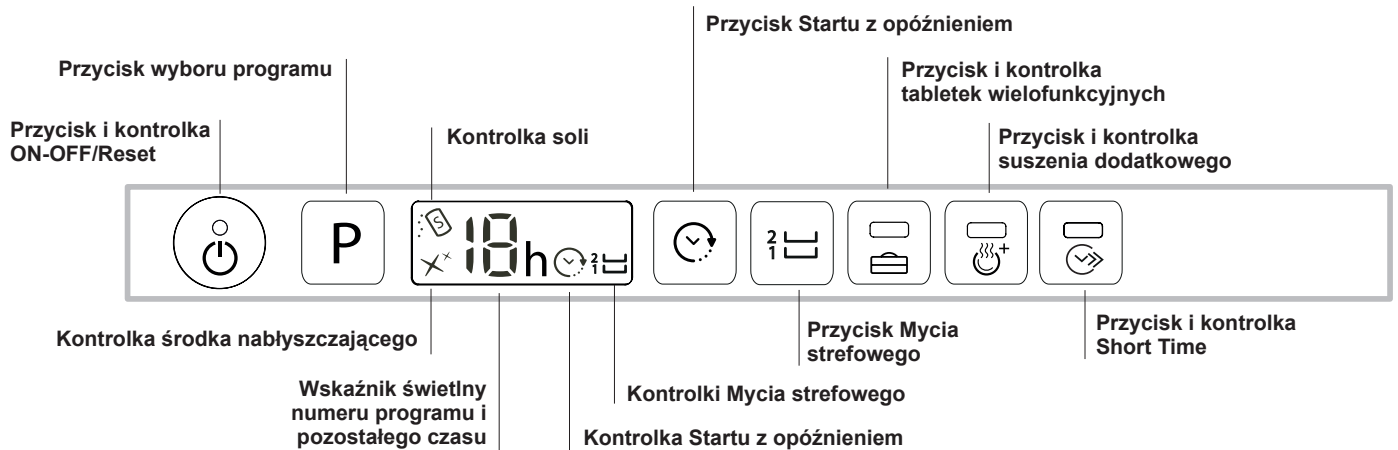 Przycisk Startu z opóźnieniem
Przycisk wyboru programu
Przycisk i kontrolka
tabletek wielofunkcyjnych
Przycisk i kontrolka
ON-OFF/Reset
Kontrolka soli
Przycisk i kontrolka
suszenia dodatkowego
P
S
18h
2
1
2
1
Kontrolka środka nabłyszczającego
Przycisk Mycia
strefowego
Przycisk i kontrolka
Short Time
Wskaźnik świetlny
numeru programu i
pozostałego czasu
Kontrolki Mycia strefowego
Kontrolka Startu z opóźnieniem